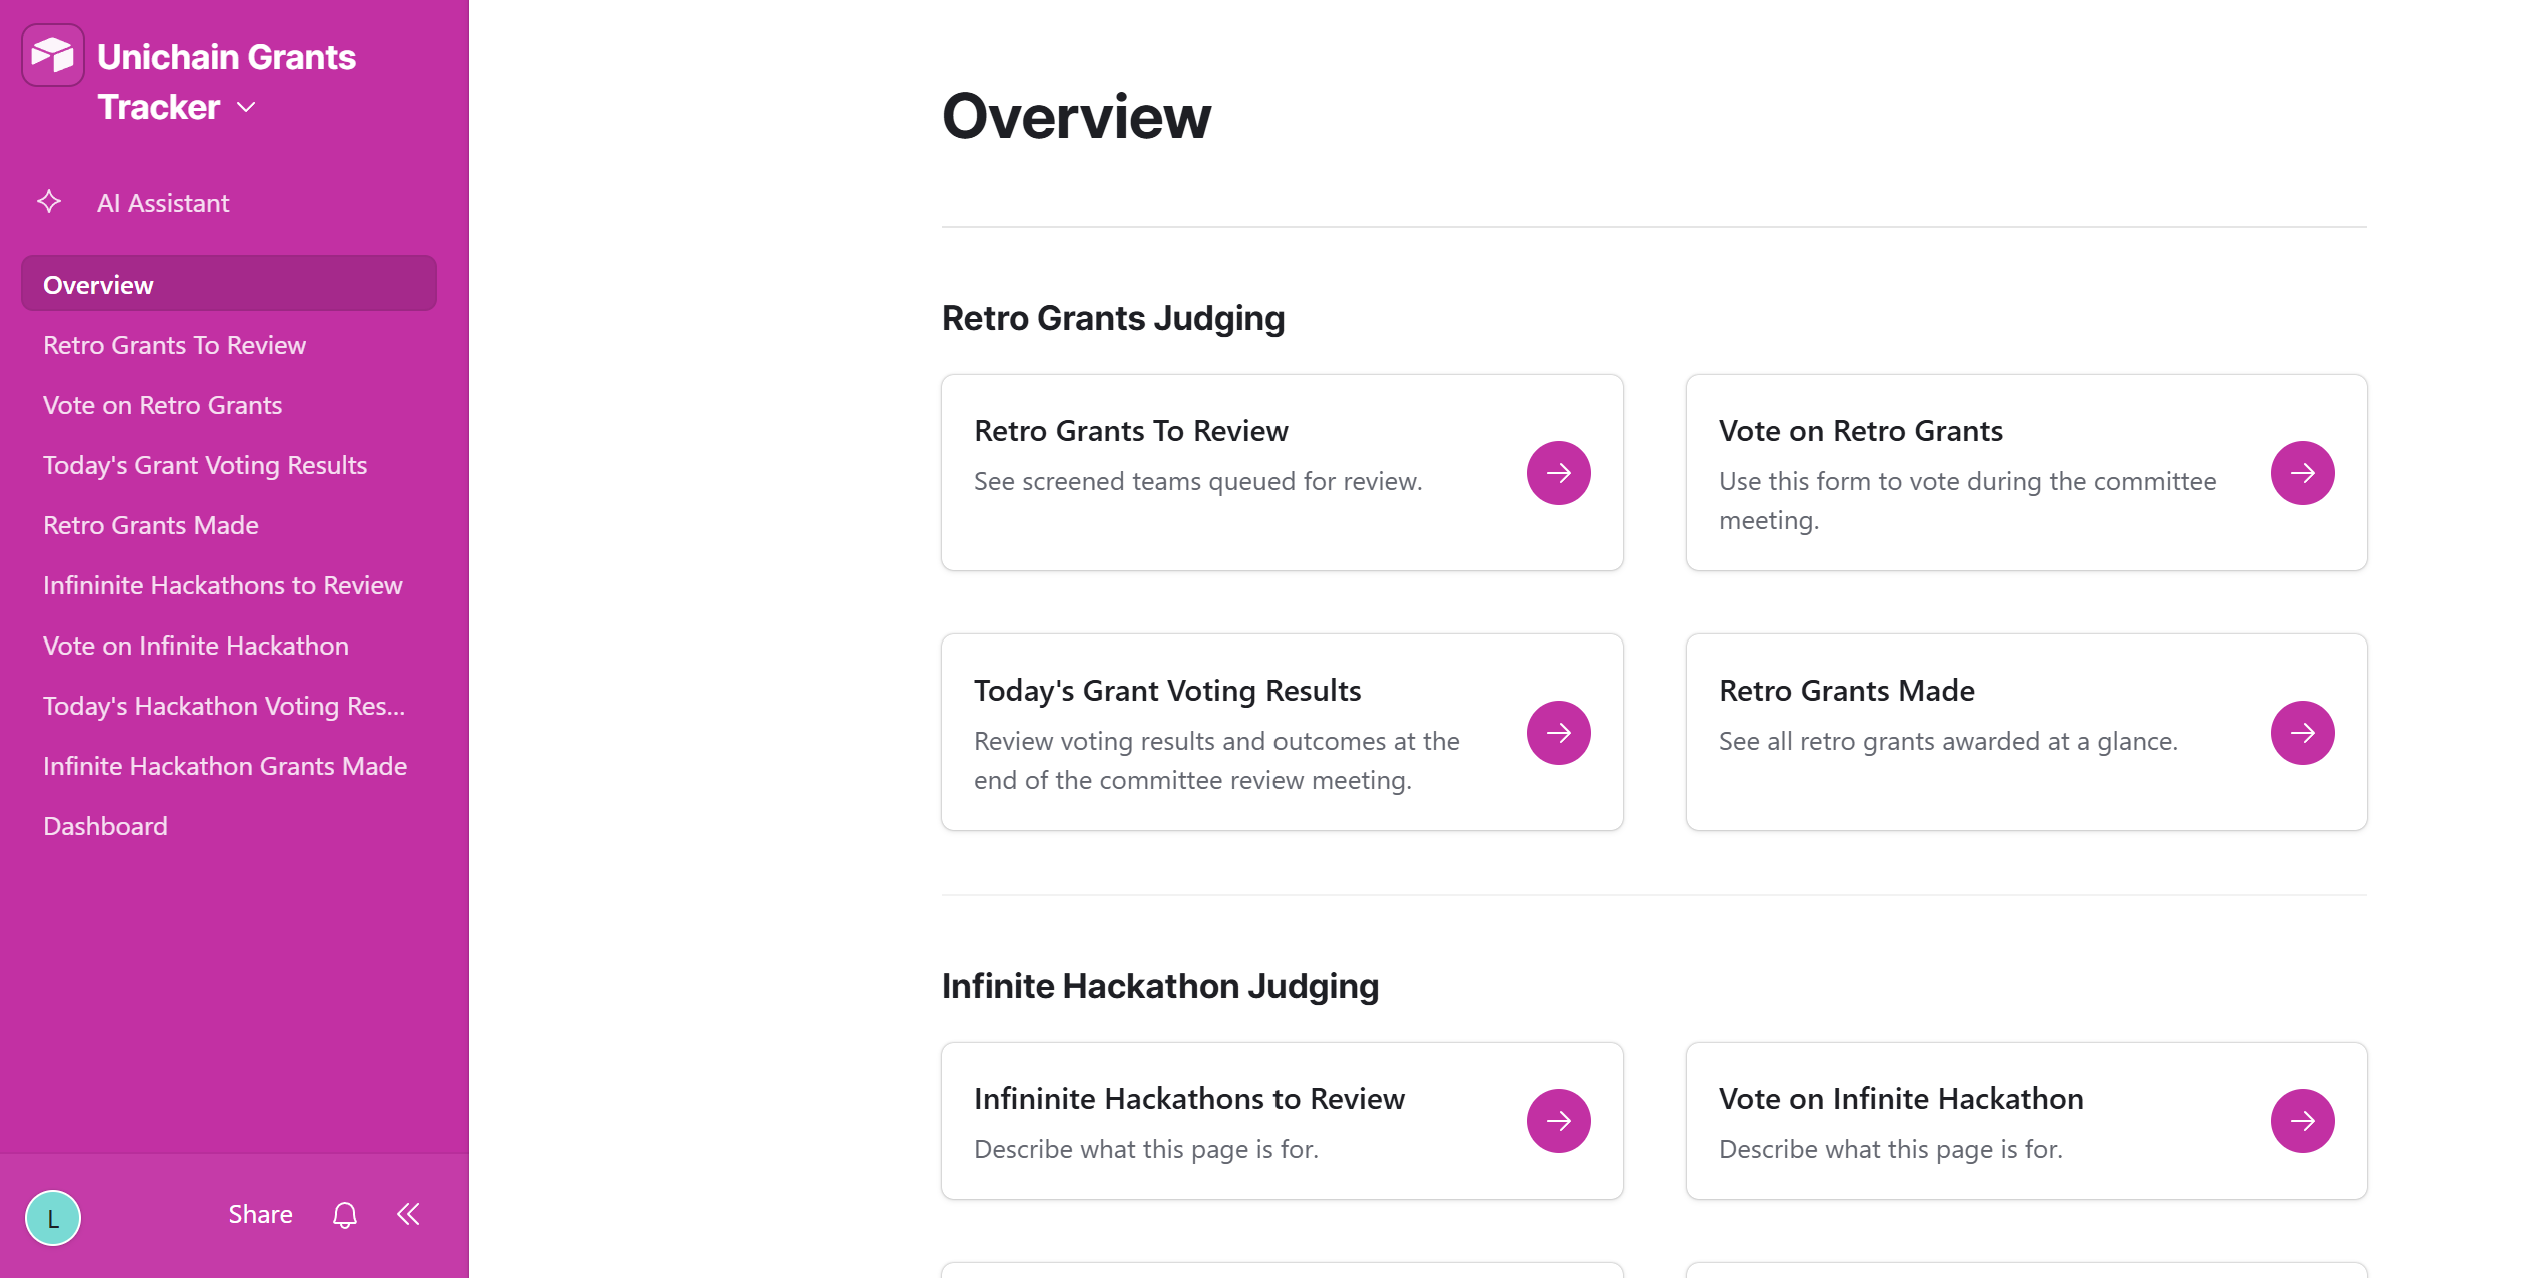 Unichain Grants
Tracker
AI Assistant
Overview
Retro Grants To Review
Vote on Retro Grants
Today's Grant Voting Results
Retro Grants Made
Infininite Hackathons to Review
Vote on Infinite Hackathon
Today's Hackathon Voting Res...
Infinite Hackathon Grants Made
Dashboard
L
Share
Overview
Retro Grants Judging
Retro Grants To Review
See screened teams queued for review.
Vote on Retro Grants
Use this form to vote during the committee
meeting.
Today's Grant Voting Results
Review voting results and outcomes at the
end of the committee review meeting.
Retro Grants Made
See all retro grants awarded at a glance.
Infinite Hackathon Judging
Infininite Hackathons to Review
Describe what this page is for.
Vote on Infinite Hackathon
Describe what this page is for.